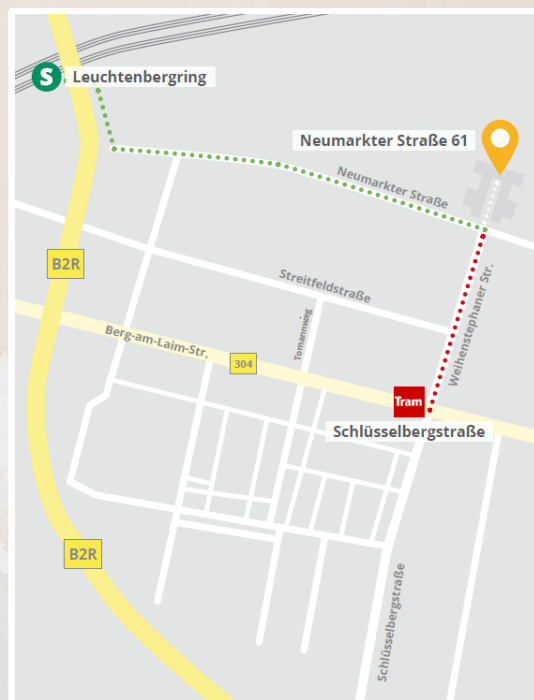 S Leuchtenbergring
Neumarkter Straße 61
Neumarkter Straße
B2R
Streitfeldstraße
Weihenstephaner Str.
Tomannweg
Berg-am-Laim-Str.
304
Tram
Schlüsselbergstraße
B2R
Schlüsselbergstraße